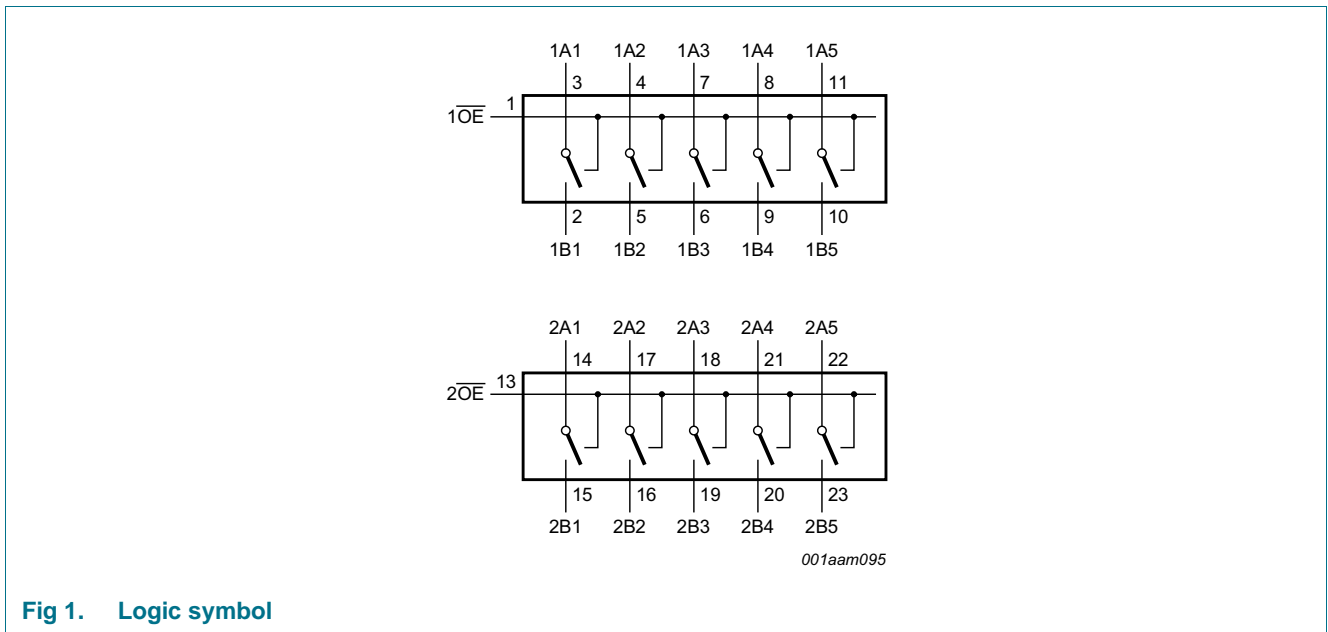 1A1 1A2 1A3 1A4 1A5
3 4 7 8 11
1
1O̅E̅
2 5 6 9 10
1B1 1B2 1B3 1B4 1B5
2A1 2A2 2A3 2A4 2A5
14 17 18 21 22
13
2O̅E̅
15 16 19 20 23
2B1 2B2 2B3 2B4 2B5
001aam095
Fig 1. Logic symbol